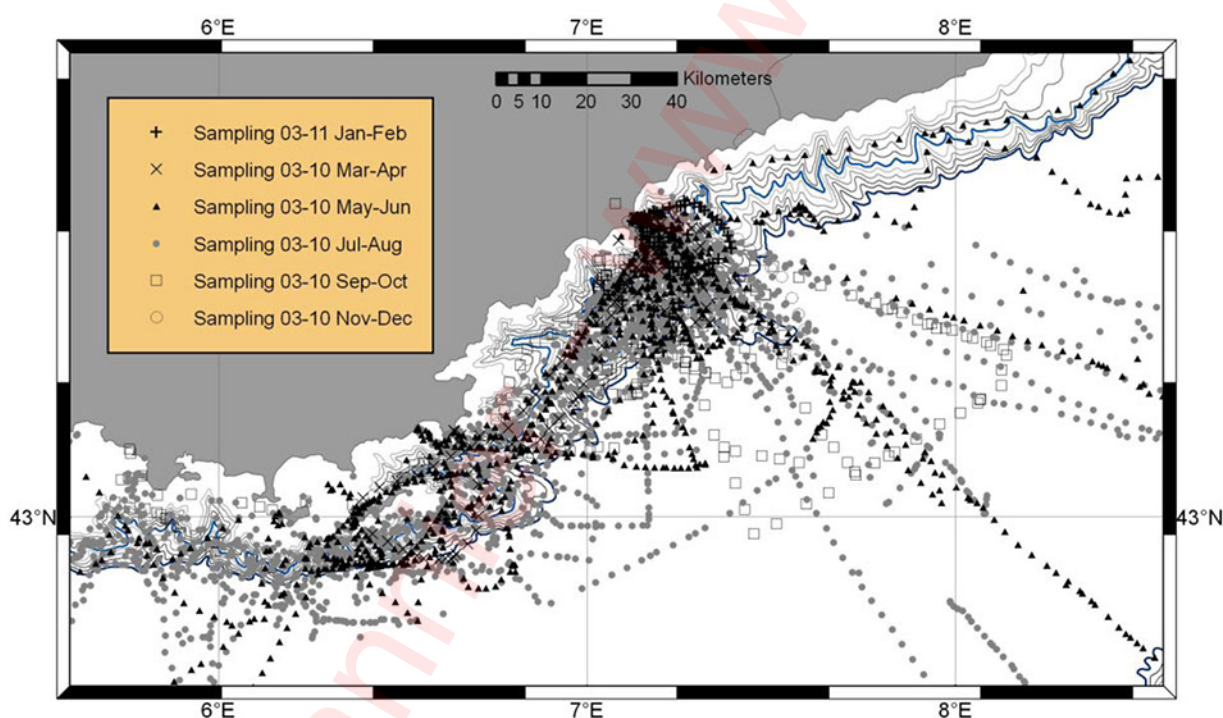 6°E 7°E 8°E
Kilometers
0 5 10 20 30 40
Sampling 03-11 Jan-Feb
Sampling 03-10 Mar-Apr
Sampling 03-10 May-Jun
Sampling 03-10 Jul-Aug
Sampling 03-10 Sep-Oct
Sampling 03-10 Nov-Dec
43°N 43°N
6°E 7°E 8°E